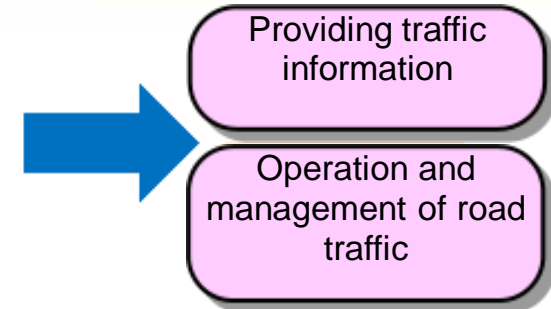 Providing traffic
information
Operation and
management of road
traffic